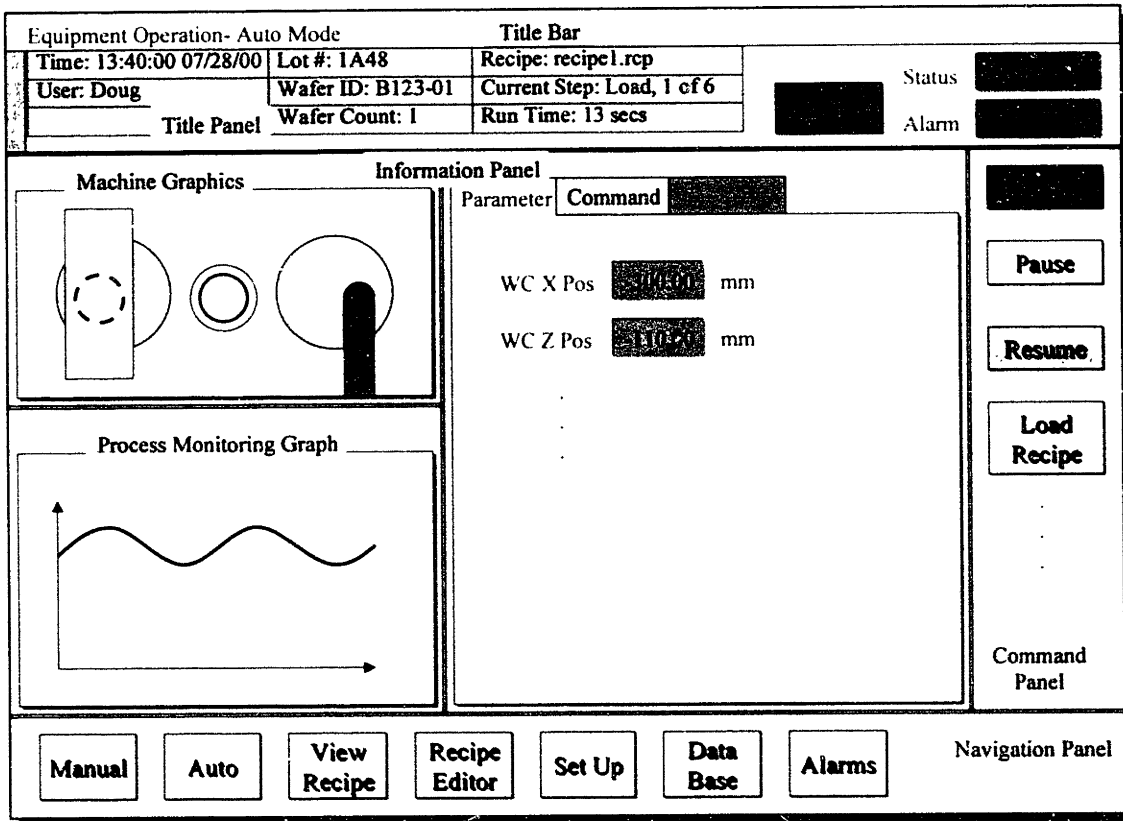 Equipment Operation- Auto Mode
Title Bar
Time: 13:40:00 07/28/00
Lot #: 1A48
Recipe: recipe1.rcp
User: Doug
Wafer ID: B123-01
Current Step: Load, 1 of 6
Title Panel
Wafer Count: 1
Run Time: 13 secs
Status
Alarm
Information Panel
Machine Graphics
Parameter
Command
WC X Pos
mm
WC Z Pos
mm
Process Monitoring Graph
Pause
Resume
Load
Recipe
Command
Panel
Manual
Auto
View
Recipe
Recipe
Editor
Set Up
Data
Base
Alarms
Navigation Panel